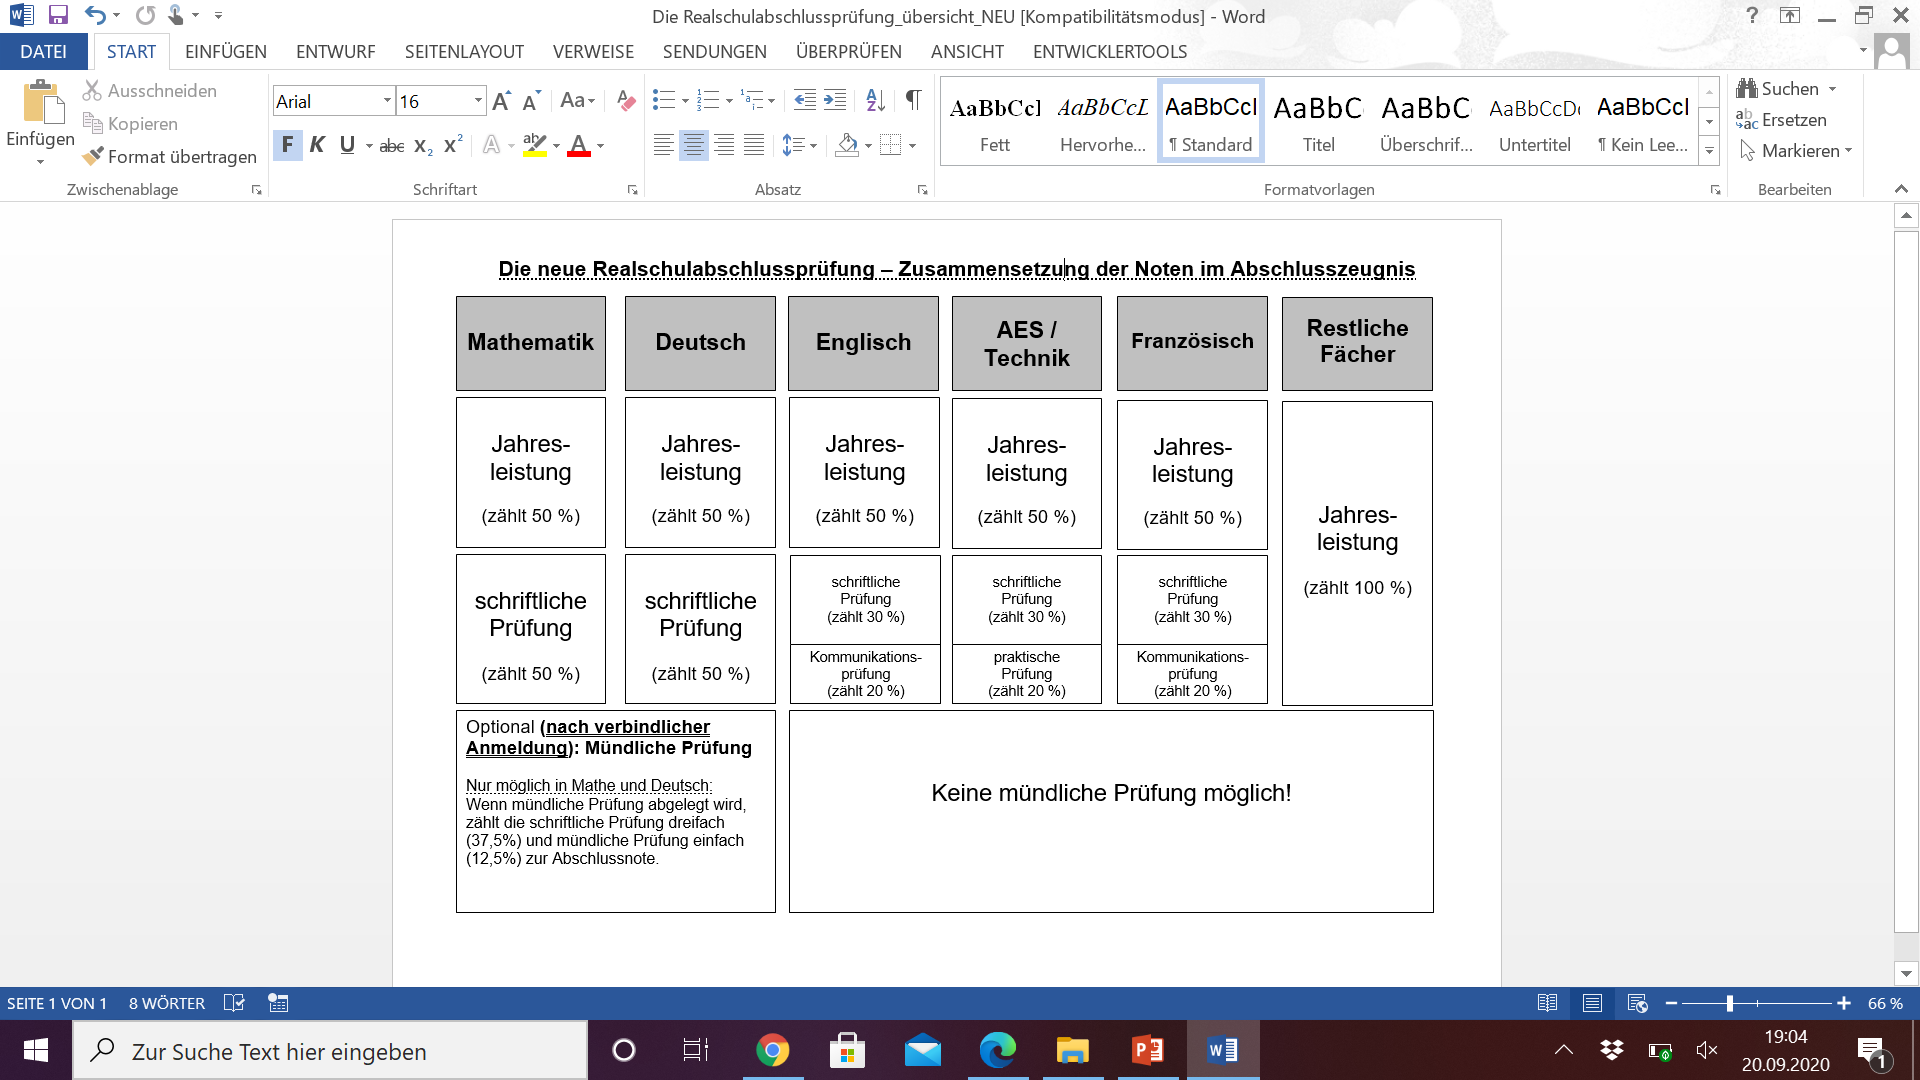 Die Realschulabschlussprüfung_übersicht_NEU [Kompatibilitätsmodus] - Word
DATEI
START
EINFÜGEN
ENTWURF
SEITENLAYOUT
VERWEISE
SENDUNGEN
ÜBERPRÜFEN
ANSICHT
ENTWICKLERTOOLS
Einfügen
Ausschneiden
Kopieren
Format übertragen
Zwischenablage
Arial
16
Schriftart
Absatz
AaBbCcI
Fett
AaBbCcL
Hervorhe...
AaBbCcI
¶ Standard
AaBbC
Titel
AaBbC
Überschrif...
AaBbCcDc
Untertitel
AaBbCcI
¶ Kein Lee...
Formatvorlagen
Suchen
Ersetzen
Markieren
Bearbeiten
Die neue Realschulabschlussprüfung – Zusammensetzung der Noten im Abschlusszeugnis
Mathematik
Deutsch
Englisch
AES /
Technik
Französisch
Restliche
Fächer
Jahres-
leistung
(zählt 50 %)
Jahres-
leistung
(zählt 50 %)
Jahres-
leistung
(zählt 50 %)
Jahres-
leistung
(zählt 50 %)
Jahres-
leistung
(zählt 50 %)
Jahres-
leistung
(zählt 100 %)
schriftliche
Prüfung
(zählt 50 %)
schriftliche
Prüfung
(zählt 50 %)
schriftliche
Prüfung
(zählt 30 %)
Kommunikations-
prüfung
(zählt 20 %)
schriftliche
Prüfung
(zählt 30 %)
praktische
Prüfung
(zählt 20 %)
schriftliche
Prüfung
(zählt 30 %)
Kommunikations-
prüfung
(zählt 20 %)
Optional (nach verbindlicher
Anmeldung): Mündliche Prüfung
Nur möglich in Mathe und Deutsch:
Wenn mündliche Prüfung abgelegt wird,
zählt die schriftliche Prüfung dreifach
(37,5%) und mündliche Prüfung einfach
(12,5%) zur Abschlussnote.
Keine mündliche Prüfung möglich!
SEITE 1 VON 1
8 WÖRTER
66 %
Zur Suche Text hier eingeben
19:04
20.09.2020
1